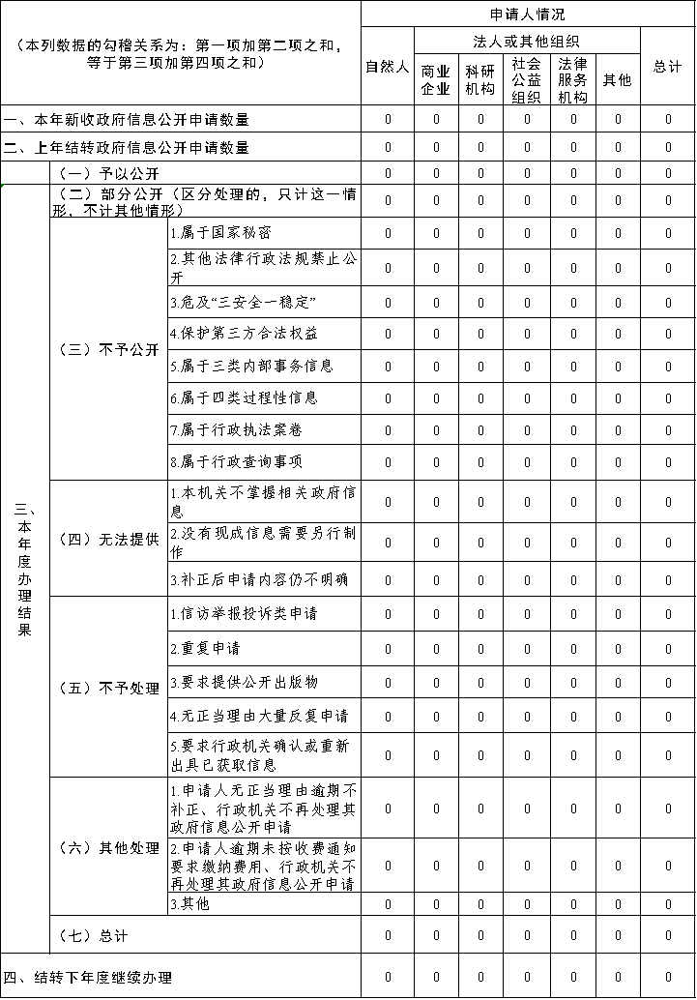 （本列数据的勾稽关系为：第一项加第二项之和，
等于第三项加第四项之和）
申请人情况
自然人
法人或其他组织
总计
商业
企业
科研
机构
社会
公益
组织
法律
服务
机构
其他
一、本年新收政府信息公开申请数量 0 0 0 0 0 0 0
二、上年结转政府信息公开申请数量 0 0 0 0 0 0 0
三、
本
年
度
办
理
结
果
（一）予以公开 0 0 0 0 0 0 0
（二）部分公开（区分处理的，只计这一情
形，不计其他情形） 0 0 0 0 0 0 0
（三）不予公开
1.属于国家秘密 0 0 0 0 0 0 0
2.其他法律行政法规禁止公
开 0 0 0 0 0 0 0
3.危及“三安全一稳定” 0 0 0 0 0 0 0
4.保护第三方合法权益 0 0 0 0 0 0 0
5.属于三类内部事务信息 0 0 0 0 0 0 0
6.属于四类过程性信息 0 0 0 0 0 0 0
7.属于行政执法案卷 0 0 0 0 0 0 0
8.属于行政查询事项 0 0 0 0 0 0 0
（四）无法提供
1.本机关不掌握相关政府信
息 0 0 0 0 0 0 0
2.没有现成信息需要另行制
作 0 0 0 0 0 0 0
3.补正后申请内容仍不明确 0 0 0 0 0 0 0
（五）不予处理
1.信访举报投诉类申请 0 0 0 0 0 0 0
2.重复申请 0 0 0 0 0 0 0
3.要求提供公开出版物 0 0 0 0 0 0 0
4.无正当理由大量反复申请 0 0 0 0 0 0 0
5.要求行政机关确认或重新
出具已获取信息 0 0 0 0 0 0 0
（六）其他处理
1.申请人无正当理由逾期不
补正、行政机关不再处理其
政府信息公开申请 0 0 0 0 0 0 0
2.申请人逾期未按收费通知
要求缴纳费用、行政机关不
再处理其政府信息公开申请 0 0 0 0 0 0 0
3.其他 0 0 0 0 0 0 0
（七）总计 0 0 0 0 0 0 0
四、结转下年度继续办理 0 0 0 0 0 0 0